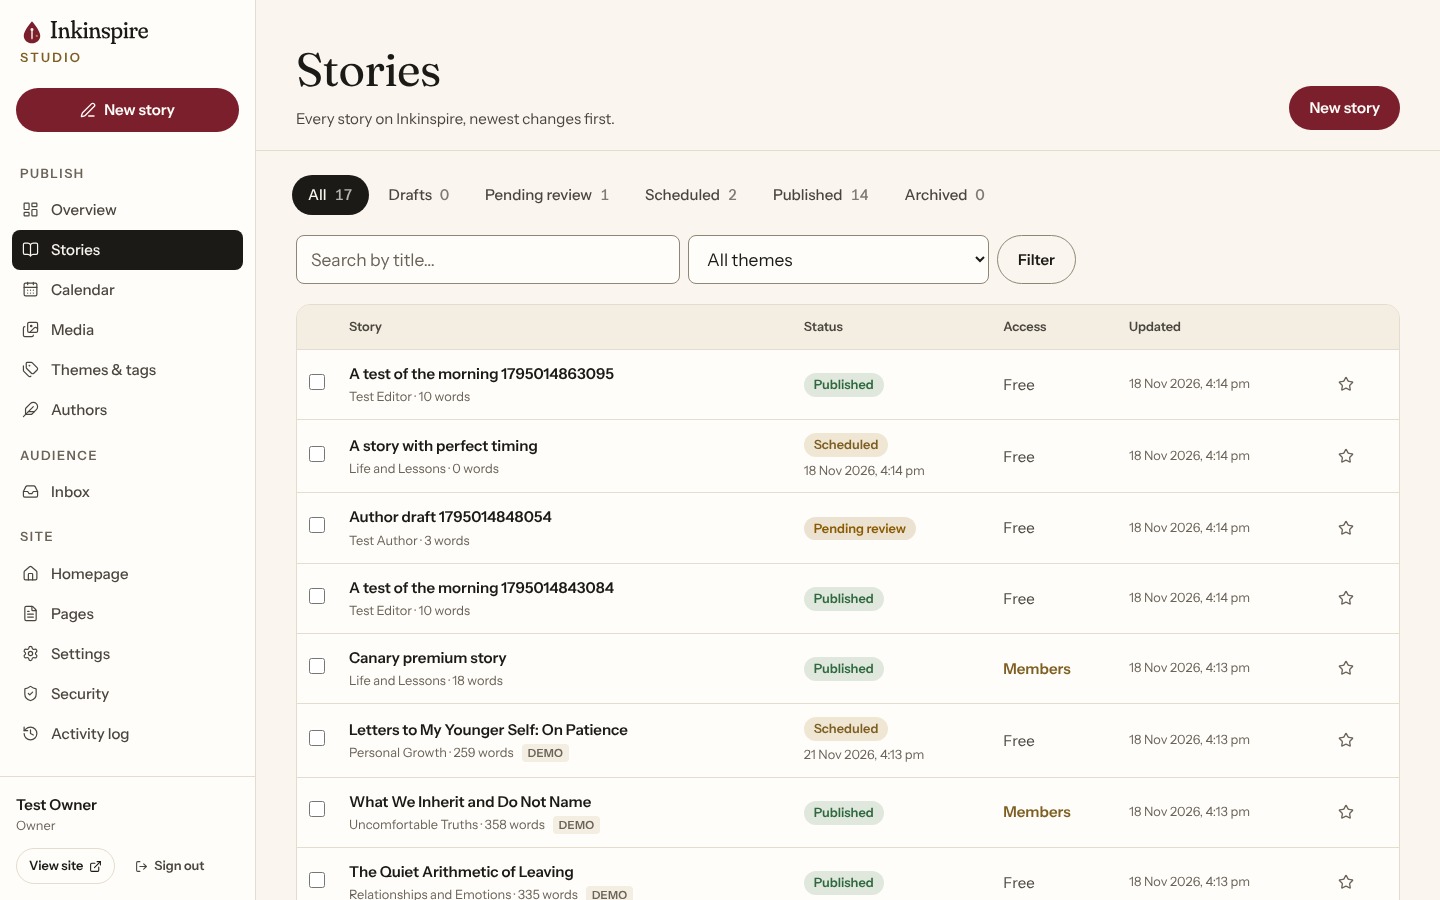 Inkinspire
STUDIO
New story
PUBLISH
Overview
Stories
Calendar
Media
Themes & tags
Authors
AUDIENCE
Inbox
SITE
Homepage
Pages
Settings
Security
Activity log
Test Owner
Owner
View site
Sign out
Stories
Every story on Inkinspire, newest changes first.
New story
All 17 Drafts 0 Pending review 1 Scheduled 2 Published 14 Archived 0
Search by title...
All themes
Filter
Story Status Access Updated
A test of the morning 1795014863095
Test Editor · 10 words
Published Free 18 Nov 2026, 4:14 pm
A story with perfect timing
Life and Lessons · 0 words
Scheduled
18 Nov 2026, 4:14 pm
Free 18 Nov 2026, 4:14 pm
Author draft 1795014848054
Test Author · 3 words
Pending review Free 18 Nov 2026, 4:14 pm
A test of the morning 1795014843084
Test Editor · 10 words
Published Free 18 Nov 2026, 4:14 pm
Canary premium story
Life and Lessons · 18 words
Published Members 18 Nov 2026, 4:13 pm
Letters to My Younger Self: On Patience
Personal Growth · 259 words DEMO
Scheduled
21 Nov 2026, 4:13 pm
Free 18 Nov 2026, 4:13 pm
What We Inherit and Do Not Name
Uncomfortable Truths · 358 words DEMO
Published Members 18 Nov 2026, 4:13 pm
The Quiet Arithmetic of Leaving
Relationships and Emotions · 335 words DEMO
Published Free 18 Nov 2026, 4:13 pm